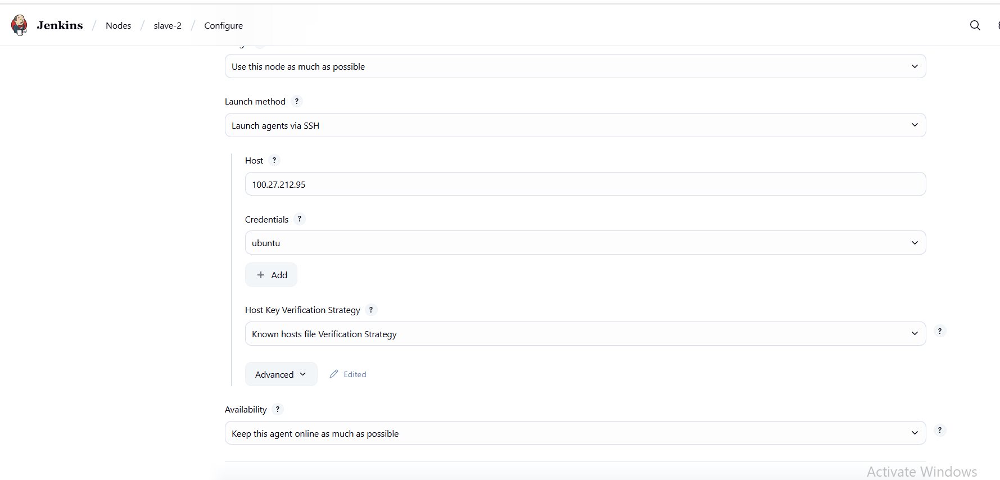 Jenkins / Nodes / slave-2 / Configure
Use this node as much as possible
Launch method ?
Launch agents via SSH
Host ?
100.27.212.95
Credentials ?
ubuntu
+ Add
Host Key Verification Strategy ?
Known hosts file Verification Strategy
?
Advanced
Edited
Availability ?
Keep this agent online as much as possible
?
Activate Windows